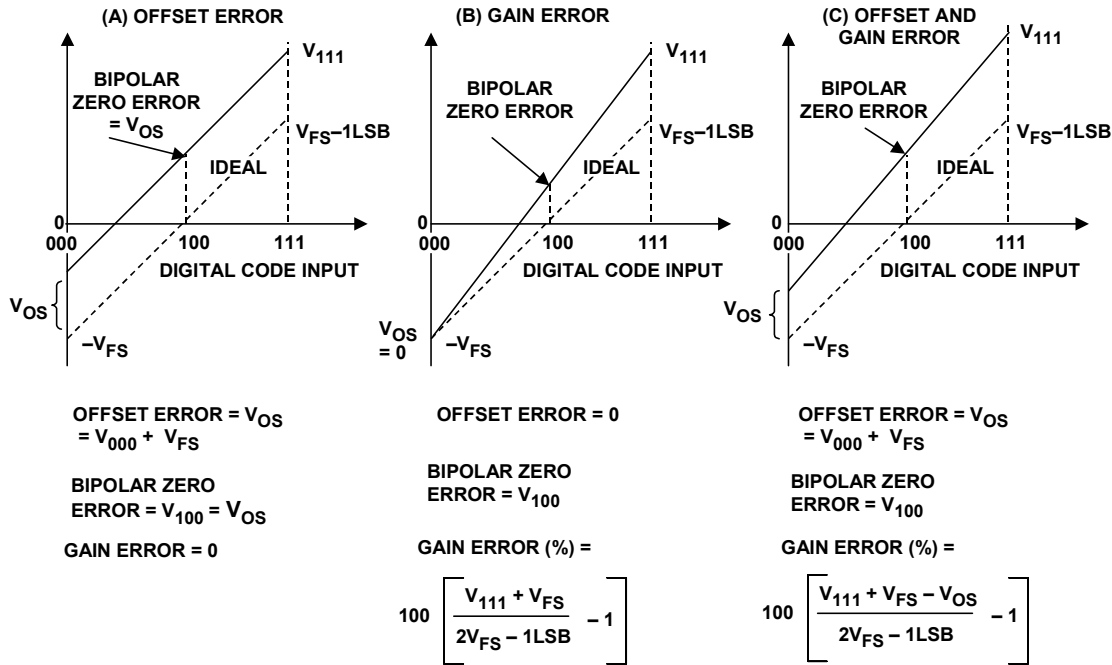 (A) OFFSET ERROR
V111
BIPOLAR
ZERO ERROR
= VOS
VFS–1LSB
IDEAL
0
000
100
111
DIGITAL CODE INPUT
VOS
–VFS
OFFSET ERROR = VOS
= V000 + VFS
BIPOLAR ZERO
ERROR = V100 = VOS
GAIN ERROR = 0
(B) GAIN ERROR
V111
BIPOLAR
ZERO ERROR
VFS–1LSB
IDEAL
0
000
100
111
DIGITAL CODE INPUT
VOS
= 0
–VFS
OFFSET ERROR = 0
BIPOLAR ZERO
ERROR = V100
GAIN ERROR (%) =
V111 + VFS
100 – 1
2VFS – 1LSB
(C) OFFSET AND
GAIN ERROR
V111
BIPOLAR
ZERO ERROR
VFS–1LSB
IDEAL
0
000
100
111
DIGITAL CODE INPUT
VOS
–VFS
OFFSET ERROR = VOS
= V000 + VFS
BIPOLAR ZERO
ERROR = V100
GAIN ERROR (%) =
V111 + VFS – VOS
100 – 1
2VFS – 1LSB